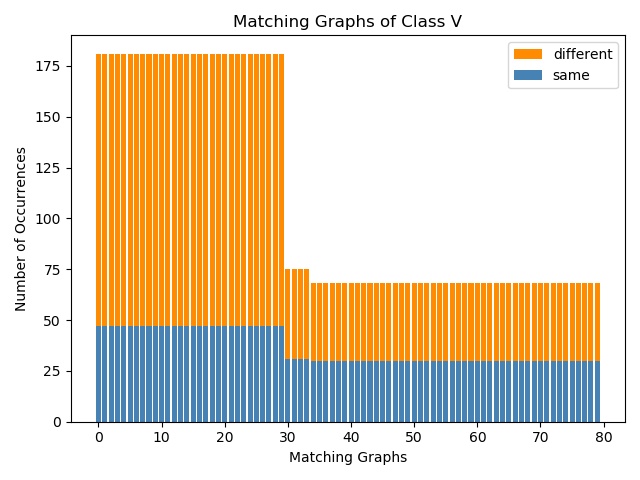 Matching Graphs of Class V
different
same
Number of Occurrences
175
150
125
100
75
50
25
0
0 10 20 30 40 50 60 70 80
Matching Graphs